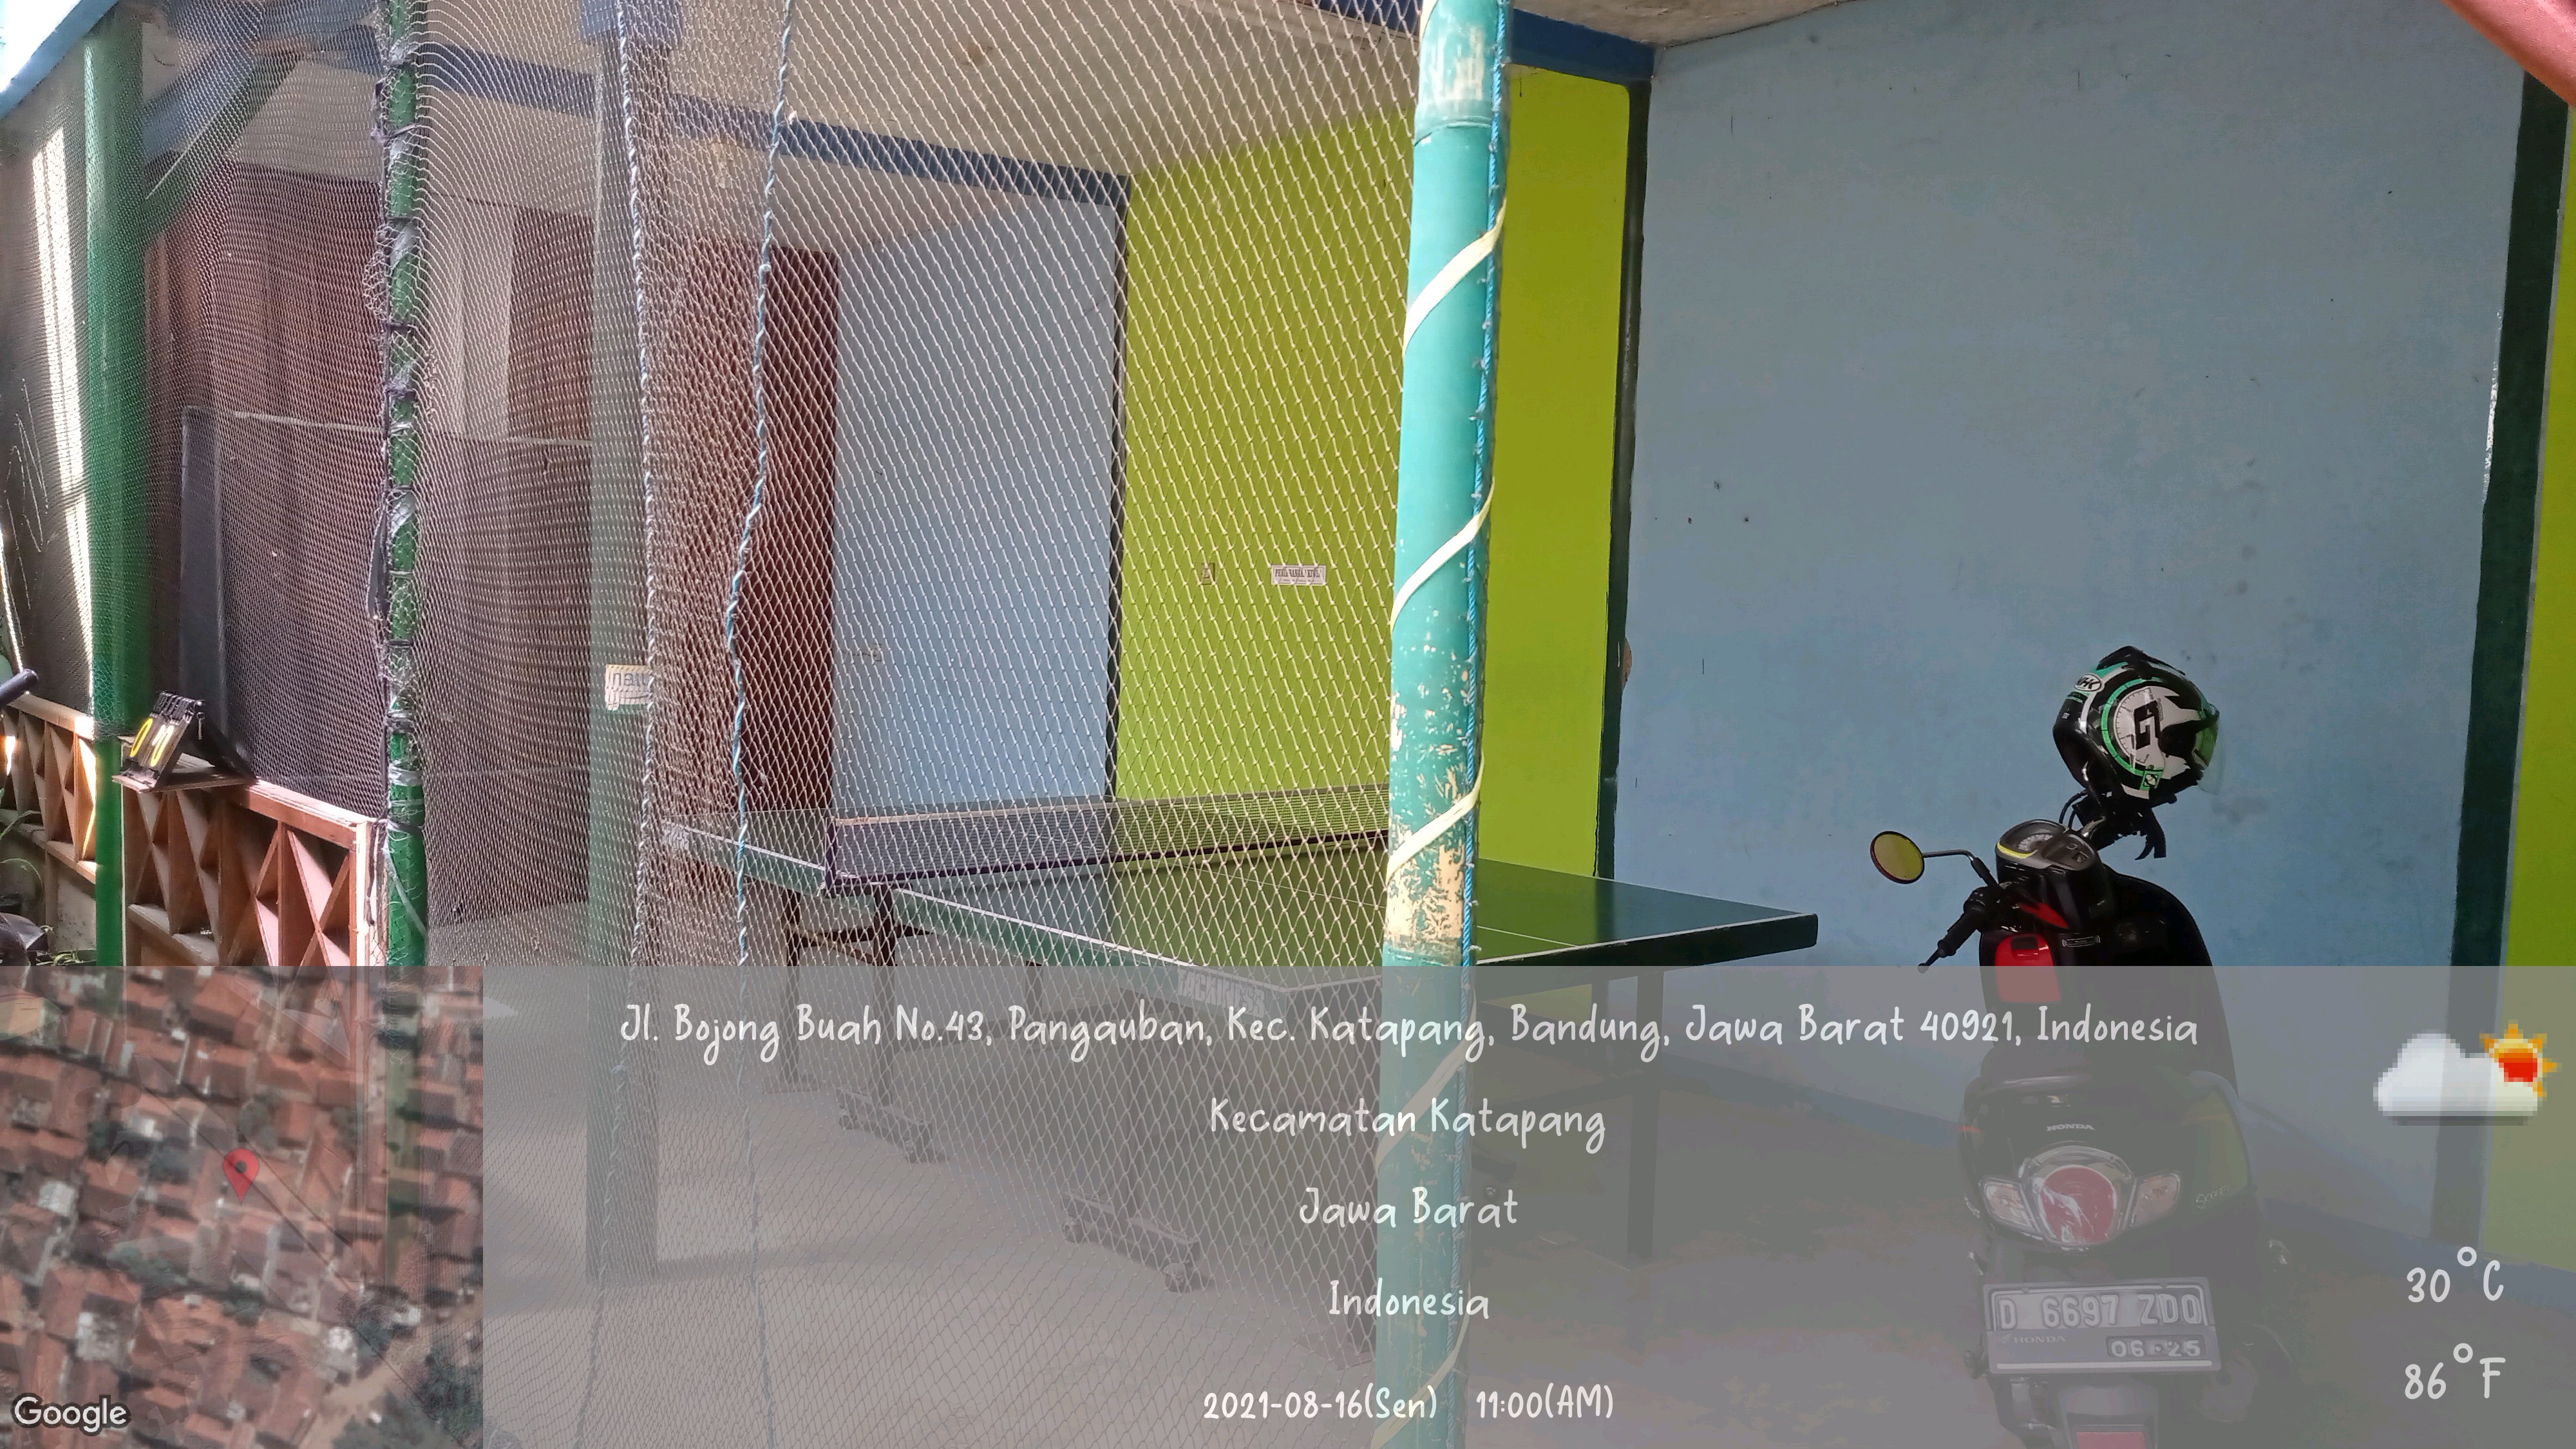 G
Jl. Bojong Buah No.43, Pangauban, Kec. Katapang, Bandung, Jawa Barat 40921, Indonesia
Kecamatan Katapang
Jawa Barat
Indonesia
2021-08-16(Sen) 11:00(AM)
30°C
86°F
Google
HONDA
D 6697 ZDO
HONDA
06 25